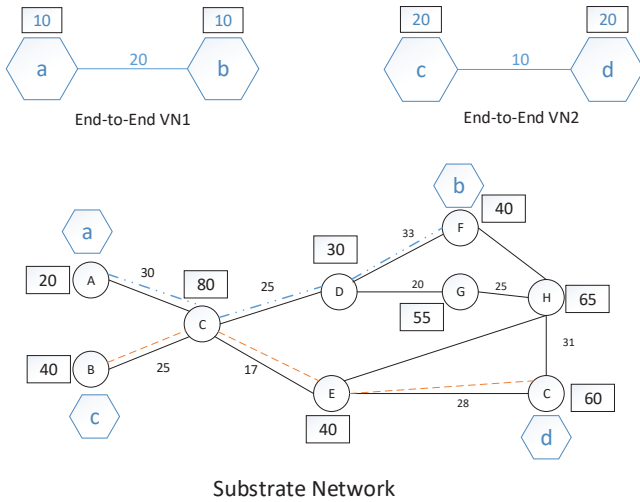 10
10
20
20
a
20
b
c
10
d
End-to-End VN1
End-to-End VN2
b
a
40
33
F
30
30
80
20
A
25
D
20
G
25
H
65
C
55
40
B
25
17
31
E
28
C
60
c
40
d
Substrate Network